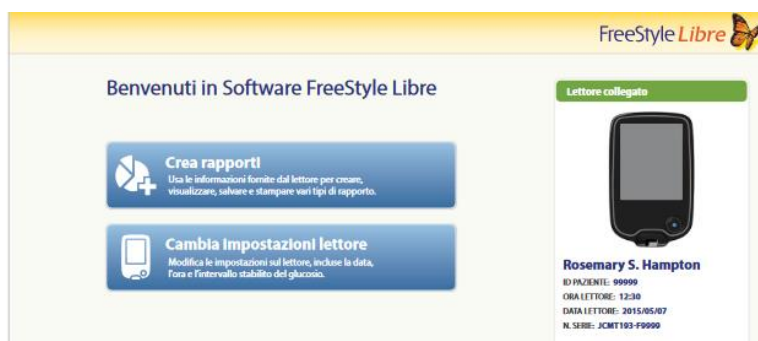 FreeStyle Libre
Benvenuti in Software FreeStyle Libre
Crea rapporti
Usa le informazioni fornite dal lettore per creare,
visualizzare, salvare e stampare vari tipi di rapporto.
Cambia impostazioni lettore
Modifica le impostazioni sul lettore, incluse la data,
l'ora e l'intervallo stabilito del glucosio.
Lettore collegato
Rosemary S. Hampton
ID PAZIENTE: 99999
ORA LETTORE: 12:30
DATA LETTORE: 2015/05/07
N. SERIE: JCMT193-F9999